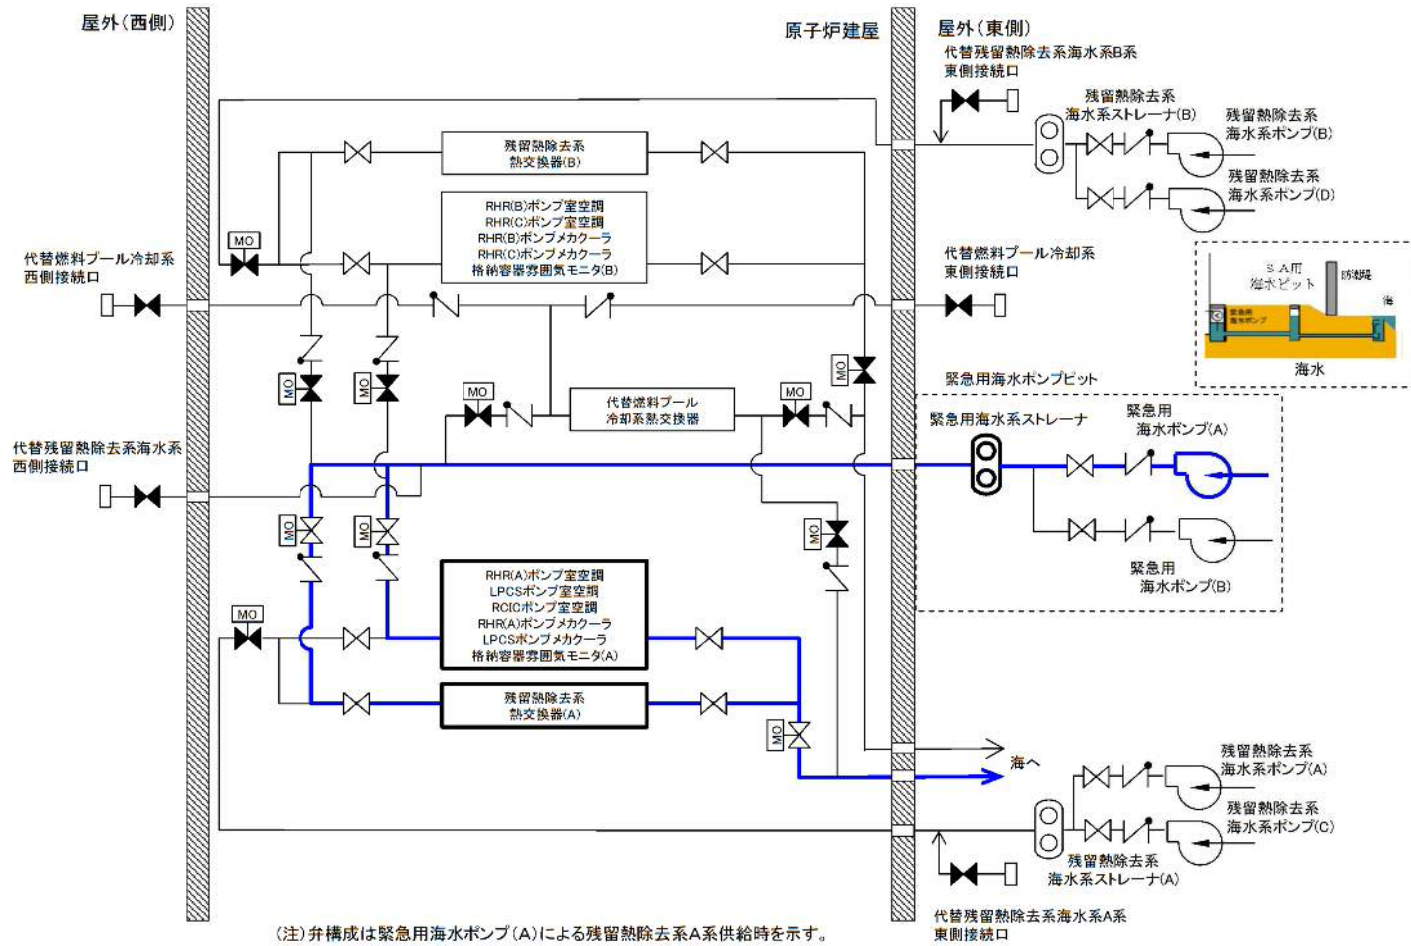 屋外(西側)
原子炉建屋
屋外(東側)
代替残留熱除去系海水系B系
東側接続口
残留熱除去系
海水系ストレーナ(B)
残留熱除去系
海水系ポンプ(B)
残留熱除去系
海水系ポンプ(D)
残留熱除去系
熱交換器(B)
RHR(B)ポンプ室空調
RHR(C)ポンプ室空調
RHR(B)ポンプメカクーラ
RHR(C)ポンプメカクーラ
格納容器雰囲気モニタ(B)
MO
代替燃料プール冷却系
西側接続口
代替燃料プール冷却系
東側接続口
SA用
海水ピット
防潮堤
海
緊急用
海水ポンプ
海水
MO
MO
MO
MO
MO
代替燃料プール
冷却系熱交換器
緊急用海水ポンプピット
緊急用海水系ストレーナ
緊急用
海水ポンプ(A)
代替残留熱除去系海水系
西側接続口
MO
MO
MO
緊急用
海水ポンプ(B)
RHR(A)ポンプ室空調
LPCSポンプ室空調
RCICポンプ室空調
RHR(A)ポンプメカクーラ
LPCSポンプメカクーラ
格納容器雰囲気モニタ(A)
MO
残留熱除去系
熱交換器(A)
MO
海へ
残留熱除去系
海水系ポンプ(A)
残留熱除去系
海水系ポンプ(C)
残留熱除去系
海水系ストレーナ(A)
代替残留熱除去系海水系A系
東側接続口
(注)弁構成は緊急用海水ポンプ(A)による残留熱除去系A系供給時を示す。